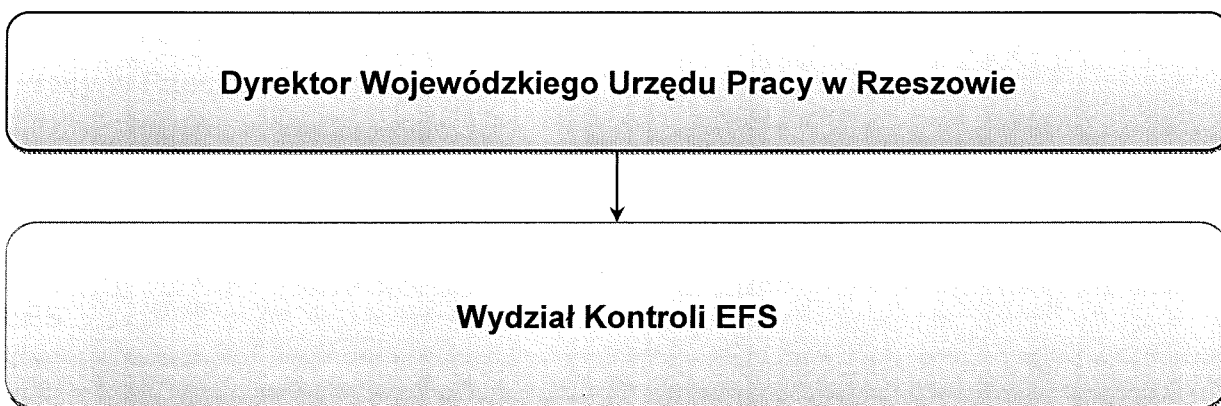 Dyrektor Wojewódzkiego Urzędu Pracy w Rzeszowie
Wydział Kontroli EFS